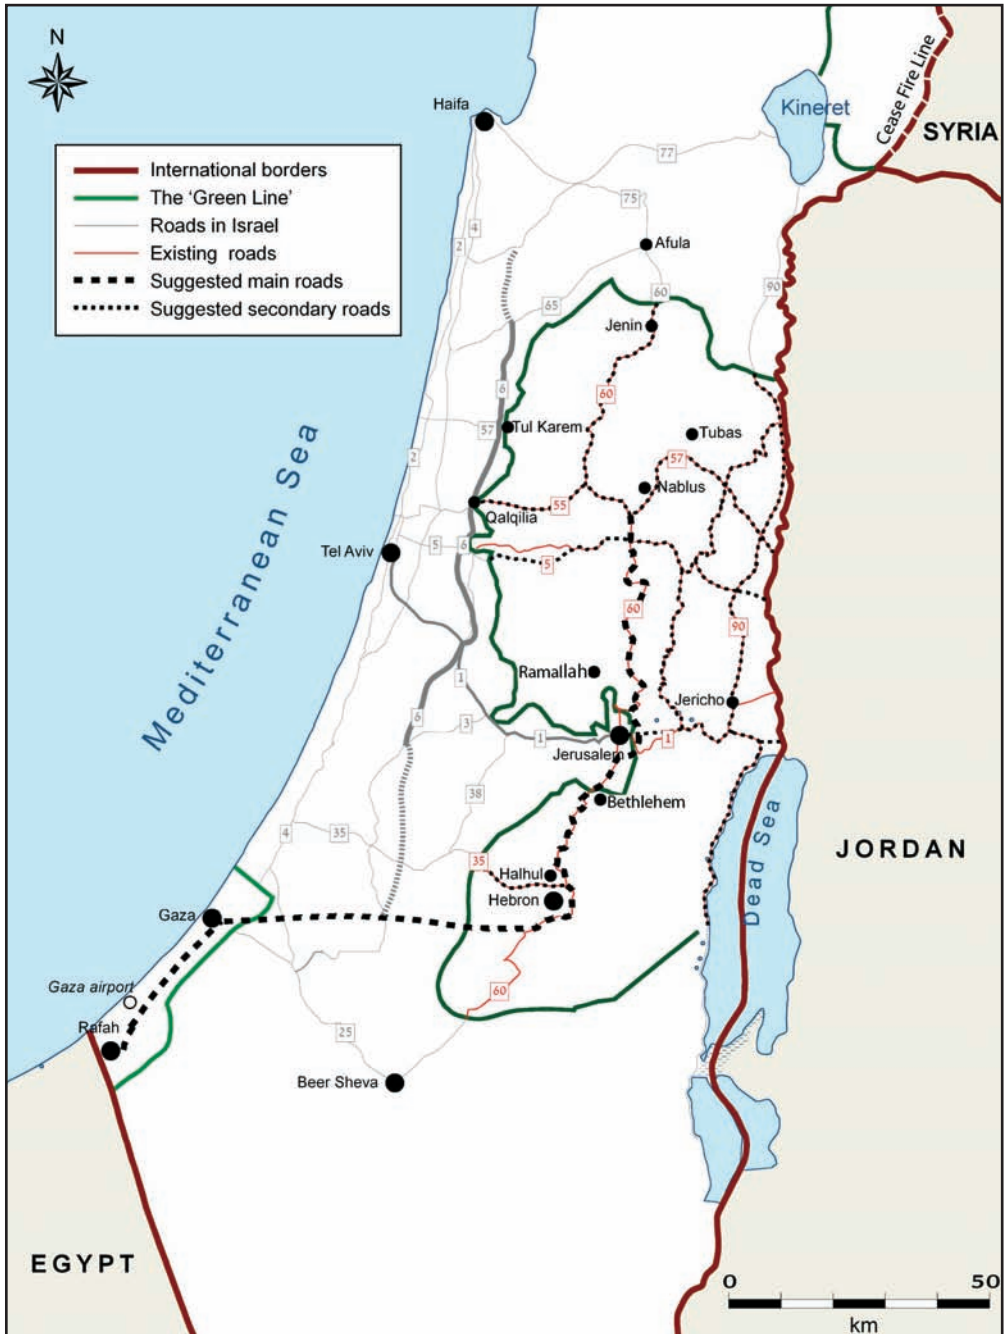 N
Haifa
Kineret
Cease Fire Line
SYRIA
International borders
The 'Green Line'
Roads in Israel
Existing roads
Suggested main roads
Suggested secondary roads
77
75
4
2
Afula
90
60
65
Jenin
6
60
57
Tul Karem
Tubas
2
57
Nablus
55
Qalqilia
Tel Aviv
5
6
5
60
90
Mediterranean Sea
Ramallah
1
Jericho
6
3
1
Jerusalem
1
38
Bethlehem
4
35
35
Halhul
Hebron
Dead Sea
JORDAN
Gaza
Gaza airport
60
Rafah
25
Beer Sheva
EGYPT
0
50
km